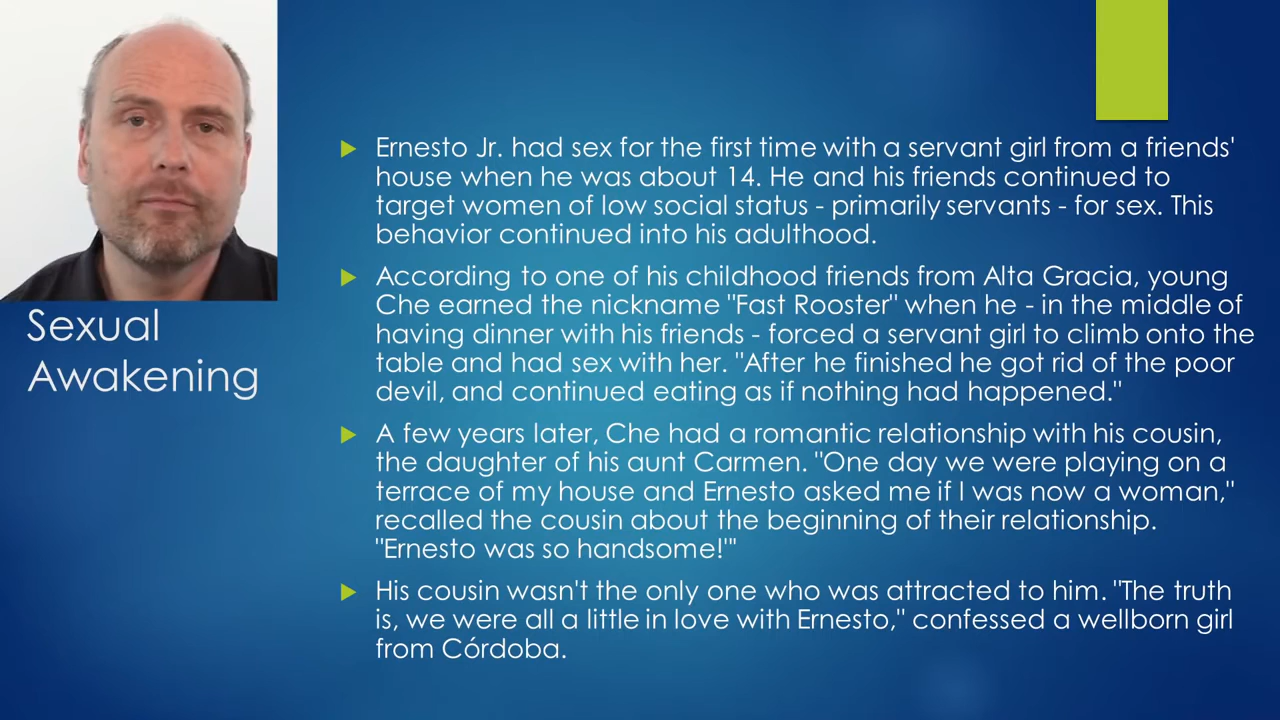 Sexual
Awakening
Ernesto Jr. had sex for the first time with a servant girl from a friends'
house when he was about 14. He and his friends continued to
target women of low social status - primarily servants - for sex. This
behavior continued into his adulthood.
According to one of his childhood friends from Alta Gracia, young
Che earned the nickname "Fast Rooster" when he - in the middle of
having dinner with his friends - forced a servant girl to climb onto the
table and had sex with her. "After he finished he got rid of the poor
devil, and continued eating as if nothing had happened."
A few years later, Che had a romantic relationship with his cousin,
the daughter of his aunt Carmen. "One day we were playing on a
terrace of my house and Ernesto asked me if I was now a woman,"
recalled the cousin about the beginning of their relationship.
"Ernesto was so handsome!'"
His cousin wasn't the only one who was attracted to him. "The truth
is, we were all a little in love with Ernesto," confessed a wellborn girl
from Córdoba.